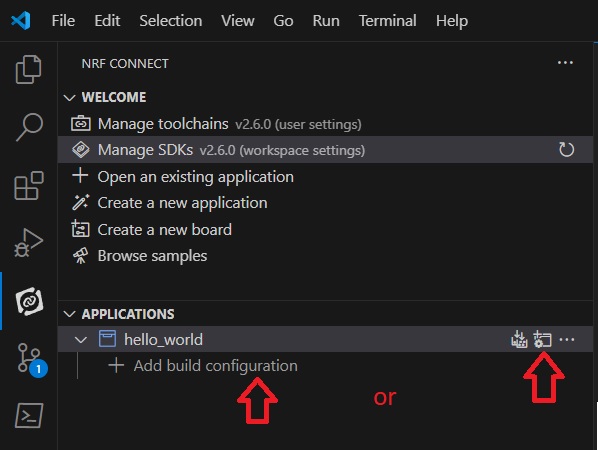 File Edit Selection View Go Run Terminal Help
NRF CONNECT
WELCOME
Manage toolchains v2.6.0 (user settings)
Manage SDKs v2.6.0 (workspace settings)
Open an existing application
Create a new application
Create a new board
Browse samples
APPLICATIONS
hello_world
Add build configuration
or
1